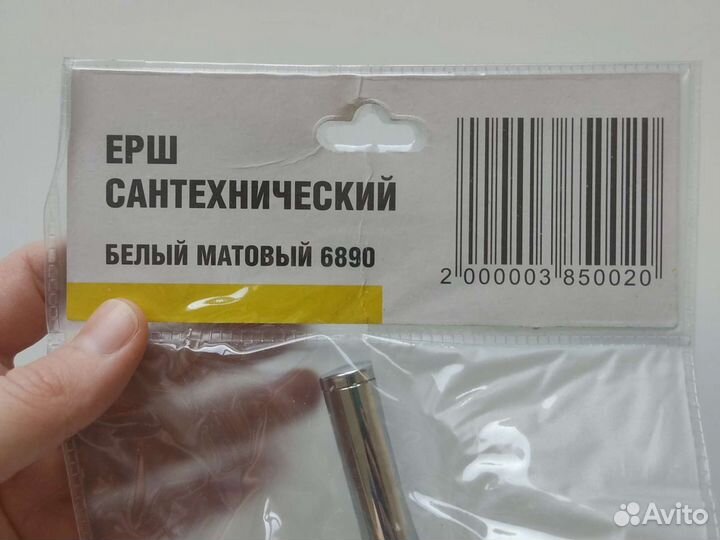 ЕРШ
САНТЕХНИЧЕСКИЙ
БЕЛЫЙ МАТОВЫЙ 6890
2 000003 850020
Avito